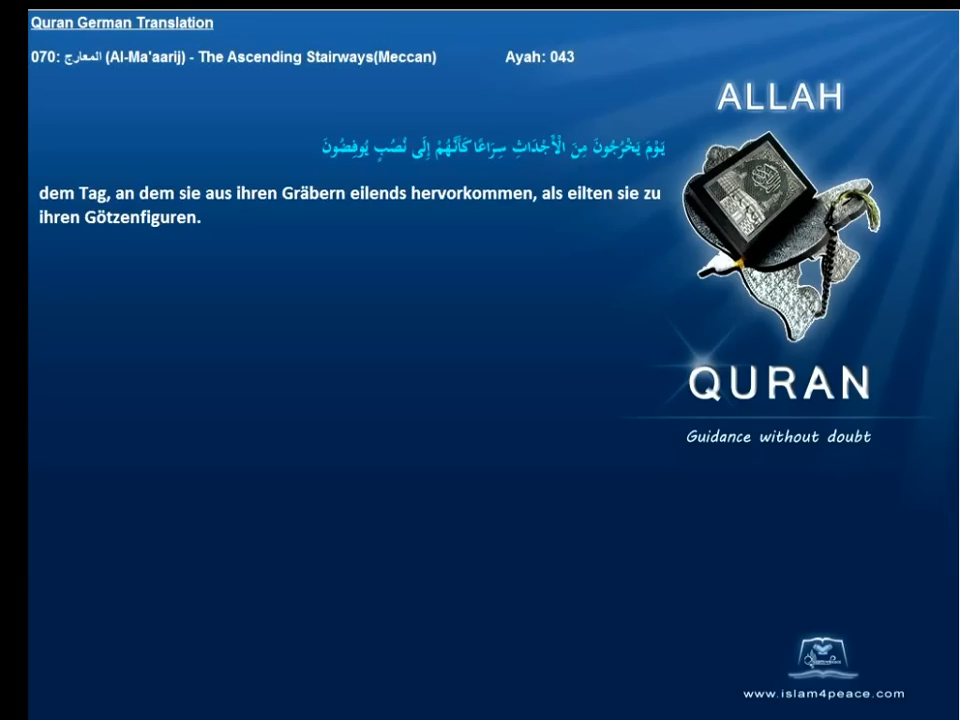 Quran German Translation
070: المعارج (Al-Ma'aarij) - The Ascending Stairways(Meccan) Ayah: 043
ALLAH
يَوْمَ يَخْرُجُونَ مِنَ الْأَجْدَاثِ سِرَاعًا كَأَنَّهُمْ إِلَى نُصُبٍ يُوفِضُونَ
dem Tag, an dem sie aus ihren Gräbern eilends hervorkommen, als eilten sie zu
ihren Götzenfiguren.
QURAN
Guidance without doubt
www.islam4peace.com